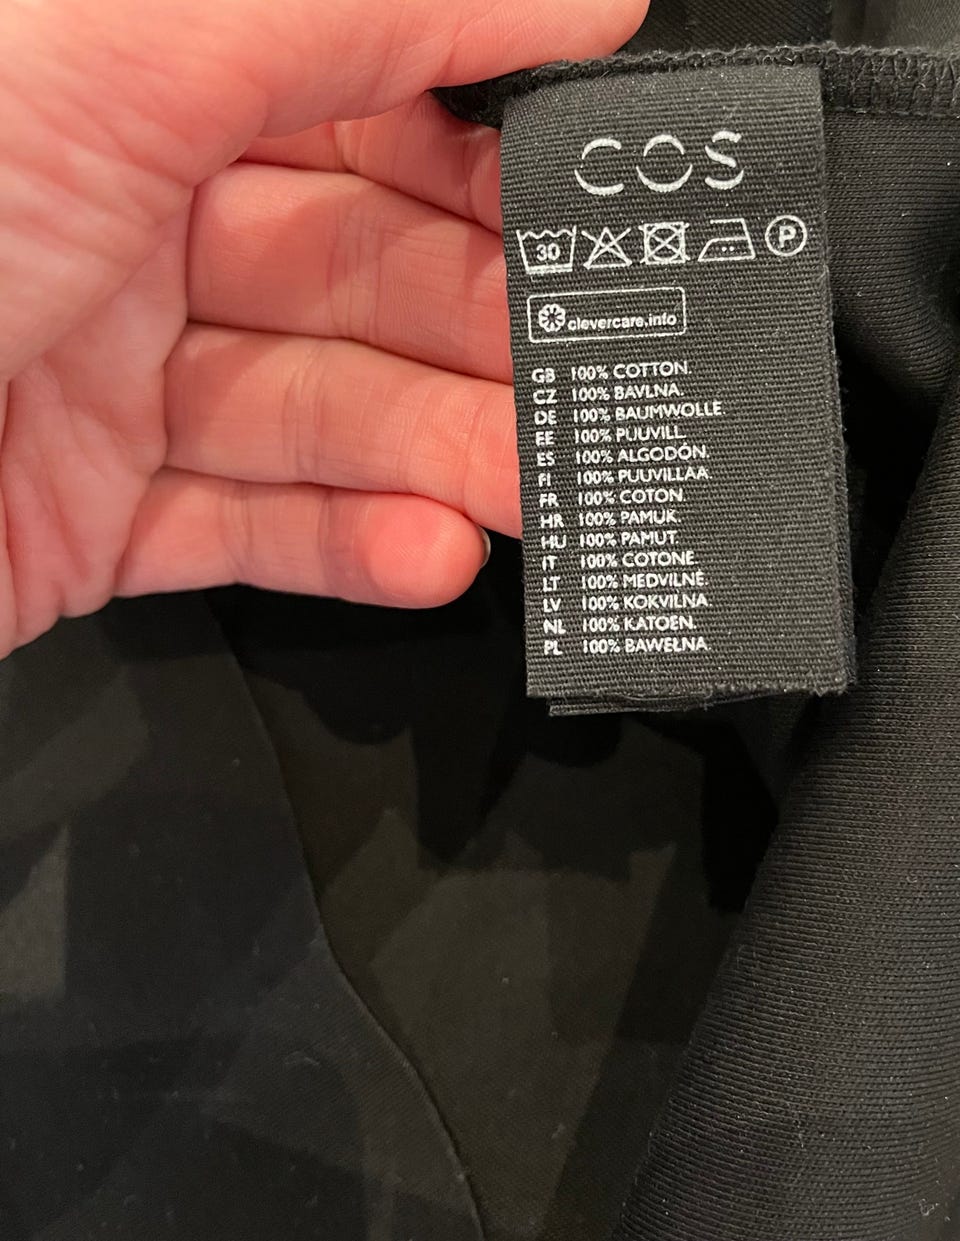 COS
30 P
clevercare.info
GB 100% COTTON.
CZ 100% BAVLNA.
DE 100% BAUMWOLLE.
EE 100% PUUVILL.
ES 100% ALGODÓN.
FI 100% PUUVILLAA.
FR 100% COTON.
HR 100% PAMUK.
HU 100% PAMUT.
IT 100% COTONE.
LT 100% MEDVILNĖ.
LV 100% KOKVILNA.
NL 100% KATOEN.
PL 100% BAWEŁNA.